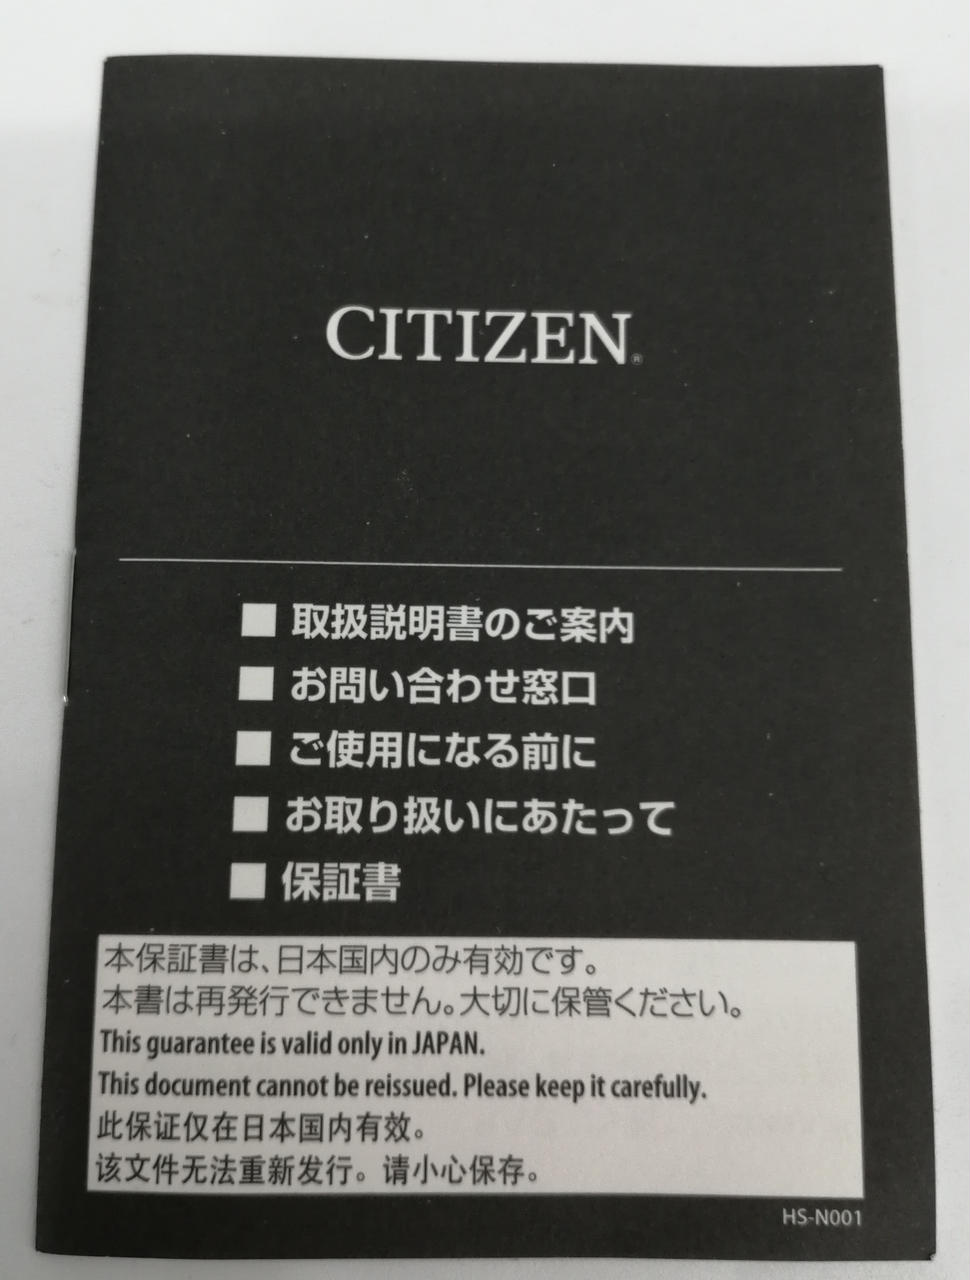 CITIZEN®
■ 取扱説明書のご案内
■ お問い合わせ窓口
■ ご使用になる前に
■ お取り扱いにあたって
■ 保証書
本保証書は、日本国内のみ有効です。
本書は再発行できません。大切に保管ください。
This guarantee is valid only in JAPAN.
This document cannot be reissued. Please keep it carefully.
此保证仅在日本国内有效。
该文件无法重新发行。请小心保存。
HS-N001